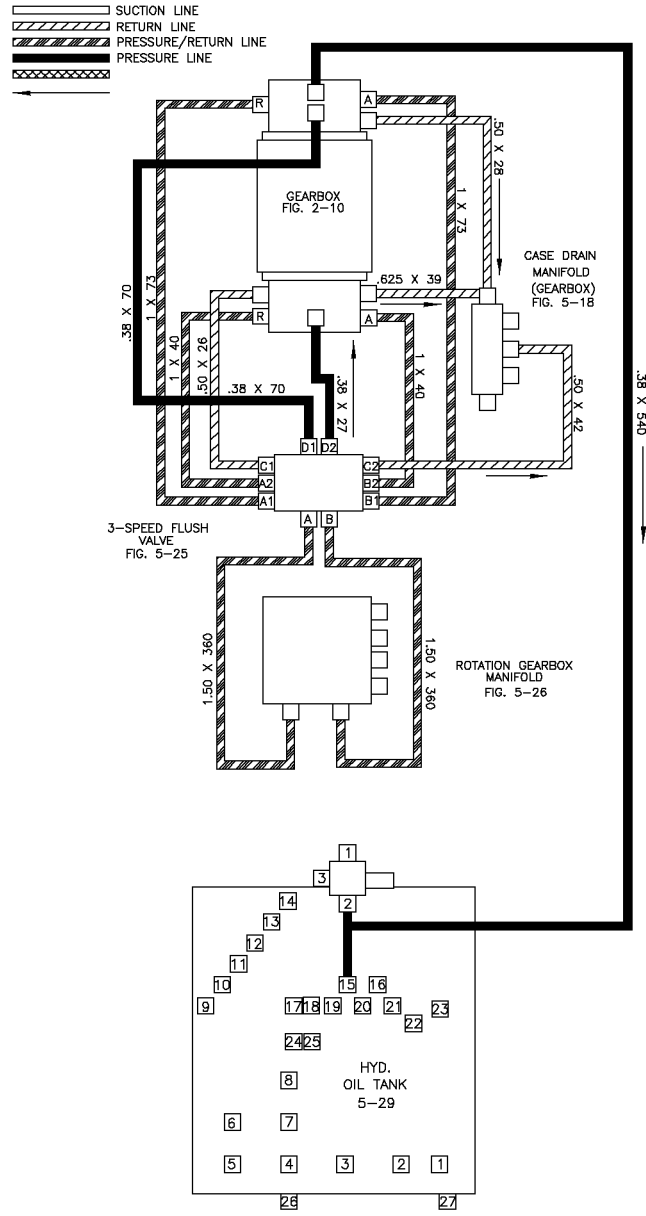 SUCTION LINE
RETURN LINE
PRESSURE/RETURN LINE
PRESSURE LINE
R
A
.50 X 28
GEARBOX
FIG. 2-10
1 X 73
1 X 73
.38 X 70
CASE DRAIN
MANIFOLD
(GEARBOX)
FIG. 5-18
.625 X 39
R
A
1 X 40
.50 X 26
.38 X 70
.38 X 27
1 X 40
.50 X 42
.38 X 540
D1
D2
C1
C2
A2
B2
A1
B1
A
B
3-SPEED FLUSH
VALVE
FIG. 5-25
1.50 X 360
1.50 X 360
ROTATION GEARBOX
MANIFOLD
FIG. 5-26
1
3
2
14
13
12
11
10
9
15
16
17
18
19
20
21
22
23
24
25
HYD.
OIL TANK
5-29
8
6
7
5
4
3
2
1
26
27